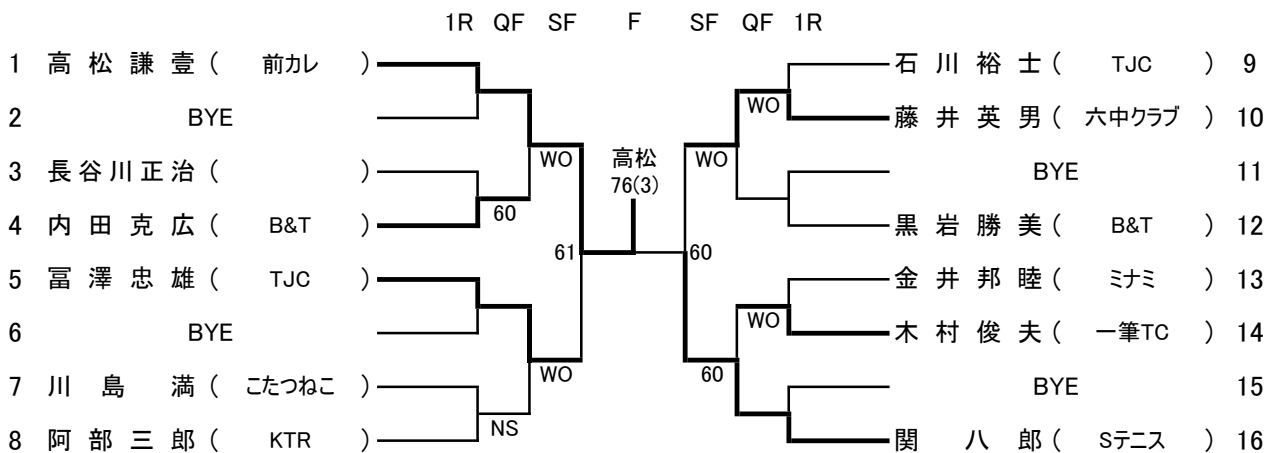 1R QF SF F SF QF 1R
1 高松謙壹 ( 前カレ ) 石川裕士 ( TJC ) 9
WO
2 BYE 藤井英男 ( 六中クラブ ) 10
WO 高松 WO
3 長谷川正治 ( ) BYE 11
76(3)
60
4 内田克広 ( B&T ) 黒岩勝美 ( B&T ) 12
61 60
5 冨澤忠雄 ( TJC ) 金井邦睦 ( ミナミ ) 13
WO
6 BYE 木村俊夫 ( 一筆TC ) 14
WO 60
7 川島満 ( こたつねこ ) BYE 15
NS
8 阿部三郎 ( KTR ) 関八郎 ( Sテニス ) 16